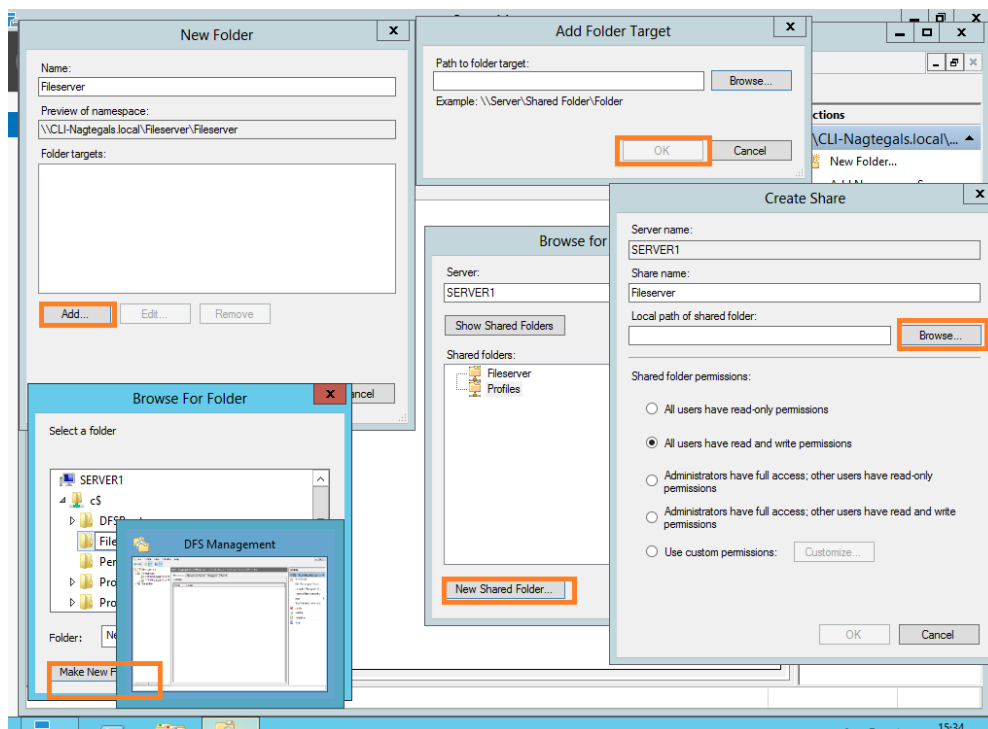 New Folder
x
Name:
Fileserver
Preview of namespace:
\\CLI-Nagtegals.local\Fileserver\Fileserver
Folder targets:
Add...
Edit...
Remove
ancel
Add Folder Target
x
Path to folder target:
Browse...
Example: \\Server\Shared Folder\Folder
OK
Cancel
ctions
\CLI-Nagtegals.local\...
New Folder...
Browse for
Server:
SERVER1
Show Shared Folders
Shared folders:
Fileserver
Profiles
New Shared Folder...
Create Share
x
Server name:
SERVER1
Share name:
Fileserver
Local path of shared folder:
Browse...
Shared folder permissions:
All users have read-only permissions
All users have read and write permissions
Administrators have full access; other users have read-only
permissions
Administrators have full access; other users have read and write
permissions
Use custom permissions:
Customize...
OK
Cancel
Browse For Folder
x
Select a folder
SERVER1
c$
DFSR
File
Per
Pro
Pro
Folder:
Ne
Make New F
DFS Management
15:34